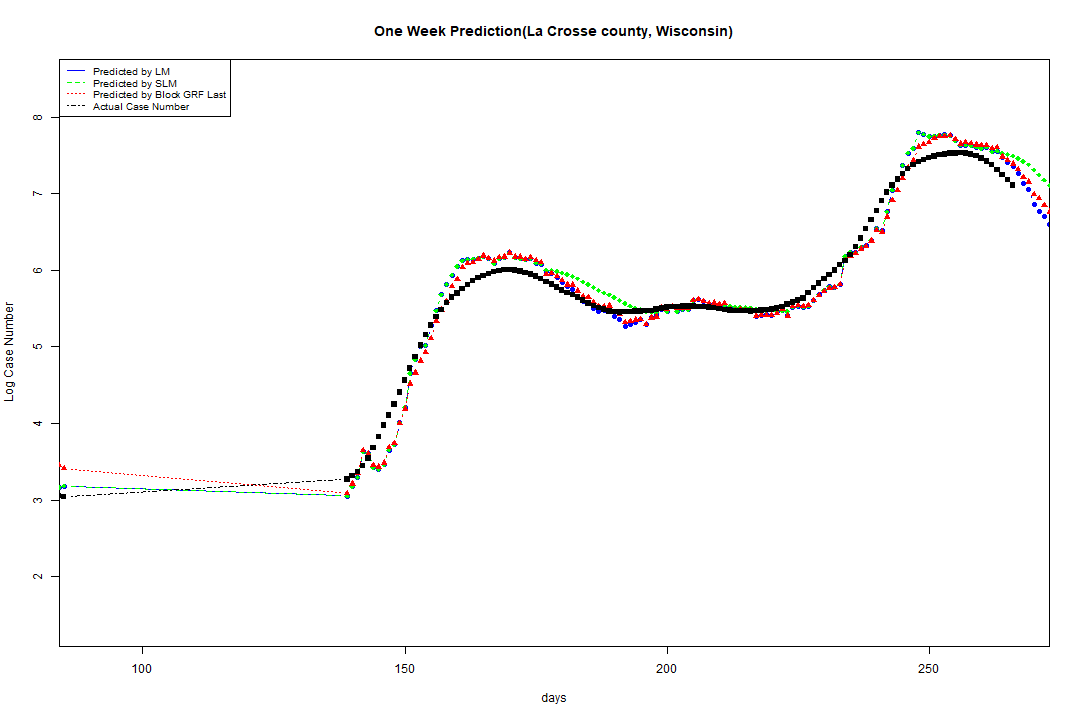 One Week Prediction(La Crosse county, Wisconsin)
Predicted by LM
Predicted by SLM
Predicted by Block GRF Last
Actual Case Number
8
7
6
5
4
3
2
Log Case Number
100 150 200 250
days